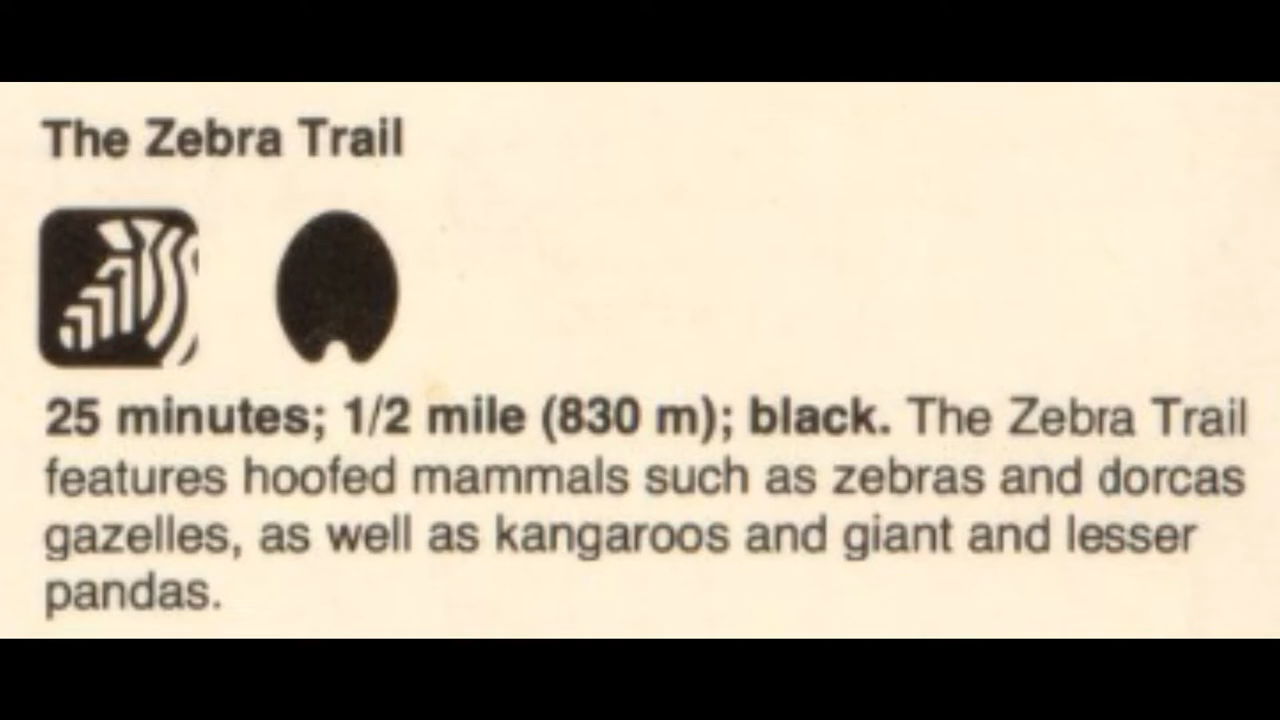 The Zebra Trail
25 minutes; 1/2 mile (830 m); black. The Zebra Trail
features hoofed mammals such as zebras and dorcas
gazelles, as well as kangaroos and giant and lesser
pandas.